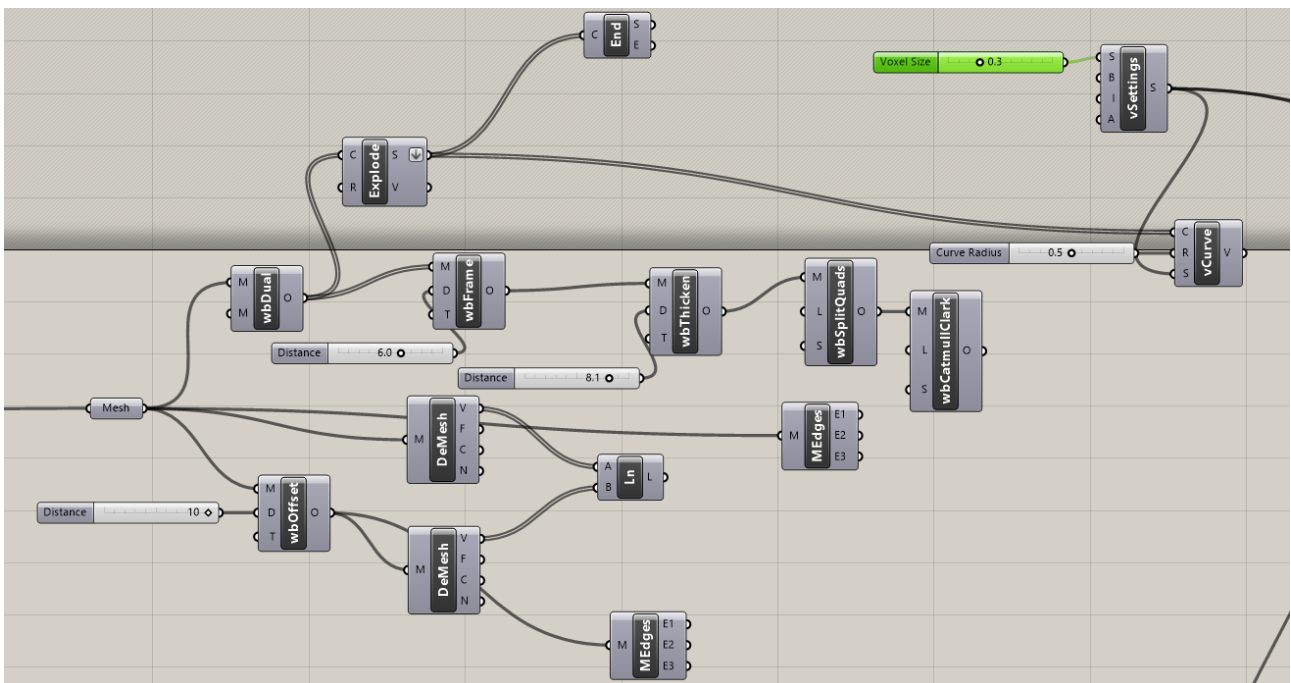 C End S
E
Voxel Size 0.3
S vSettings S
B
I
A
C Explode S
R V
C vCurve V
R
S
Curve Radius 0.5
M wbDual O
M
M wbFrame O
D
T
Distance 6.0
M wbThicken O
D
T
Distance 8.1
M wbSplitQuads O
L
S
M wbCatmullClark O
L
S
Mesh
M DeMesh V
F
C
N
M MEdges E1
E2
E3
A Ln L
B
Distance 10
M wbOffset O
D
T
M DeMesh V
F
C
N
M MEdges E1
E2
E3